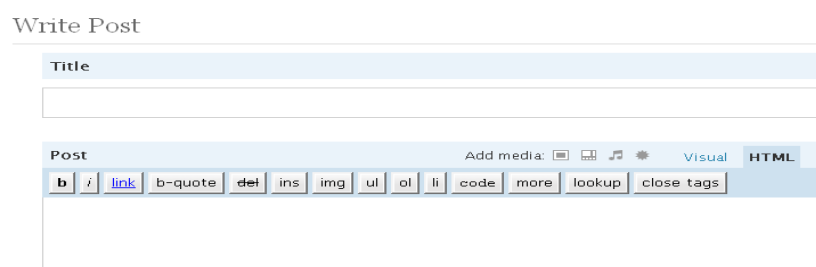 Write Post
Title
Post Add media: Visual HTML
b i link b-quote del ins img ul ol li code more lookup close tags